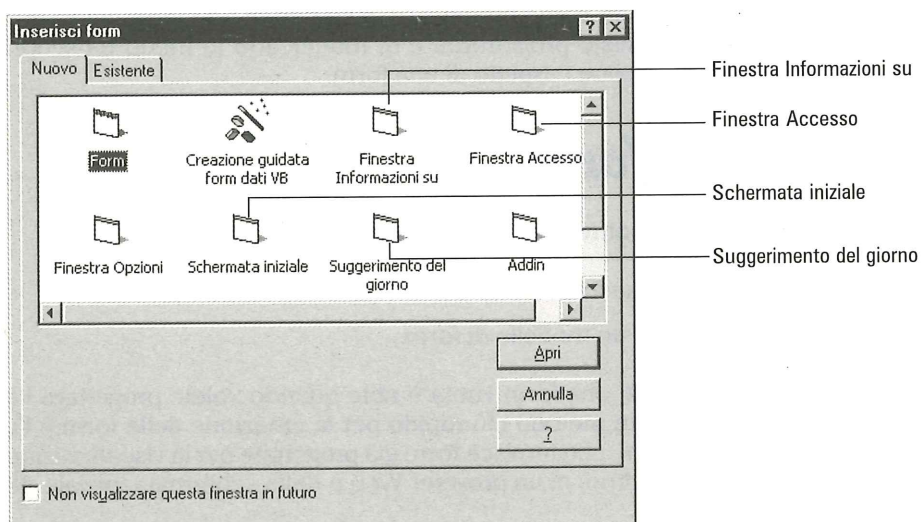 Inserisci form
? X
Nuovo Esistente
Form
Creazione guidata
form dati VB
Finestra
Informazioni su
Finestra Accesso
Finestra Opzioni
Schermata iniziale
Suggerimento del
giorno
Addin
Apri
Annulla
?
Non visualizzare questa finestra in futuro
Finestra Informazioni su
Finestra Accesso
Schermata iniziale
Suggerimento del giorno